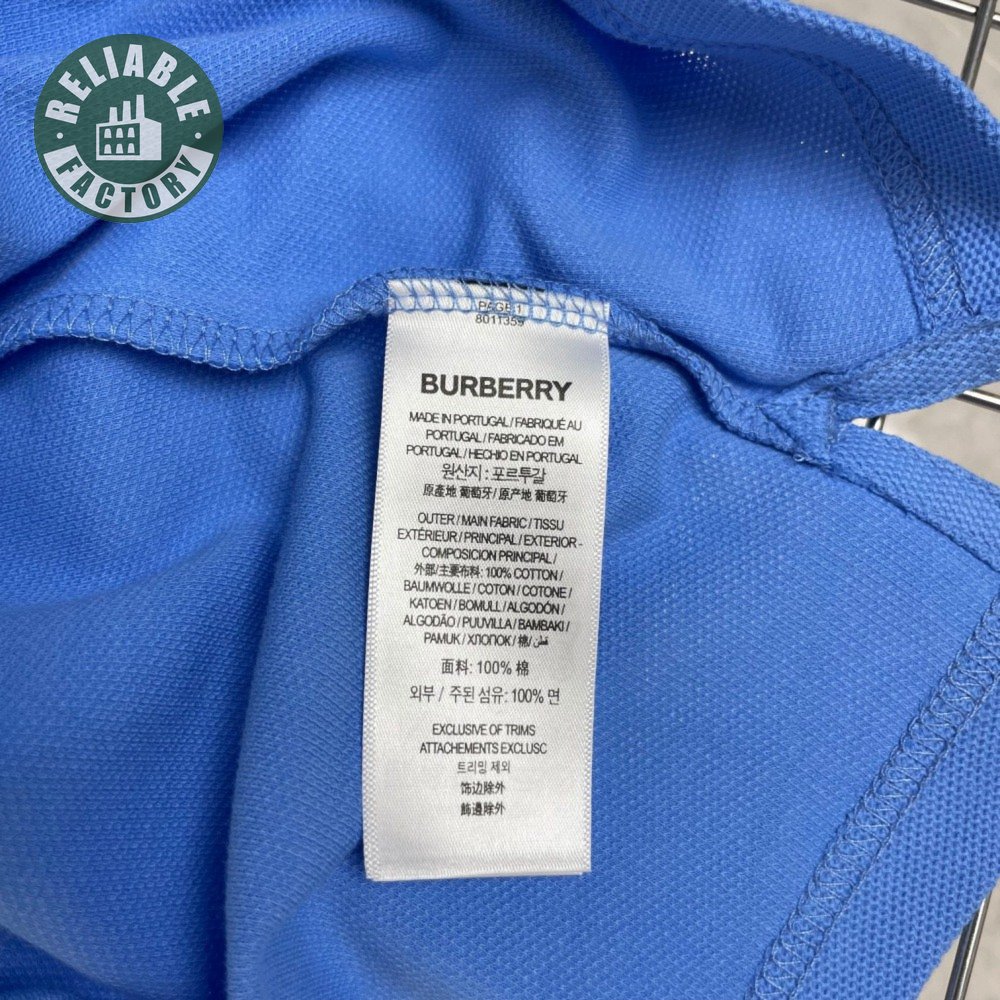 RELIABLE
FACTORY
PAGE 1
8011359
BURBERRY
MADE IN PORTUGAL / FABRIQUÉ AU
PORTUGAL / FABRICADO EM
PORTUGAL / HECHO EN PORTUGAL
원산지 : 포르투갈
原產地 葡萄牙 / 原产地 葡萄牙
OUTER / MAIN FABRIC / TISSU
EXTÉRIEUR / PRINCIPAL / EXTERIOR -
COMPOSICION PRINCIPAL /
外部/主要布料: 100% COTTON /
BAUMWOLLE / COTON / COTONE /
KATOEN / BOMULL / ALGODÓN /
ALGODÃO / PUUVILLA / BAMBAKI /
PAMUK / ХЛОПОК / 棉 / قطن
面料: 100% 棉
외부 / 주된 섬유: 100% 면
EXCLUSIVE OF TRIMS
ATTACHEMENTS EXCLUSC
트리밍 제외
饰边除外
飾邊除外